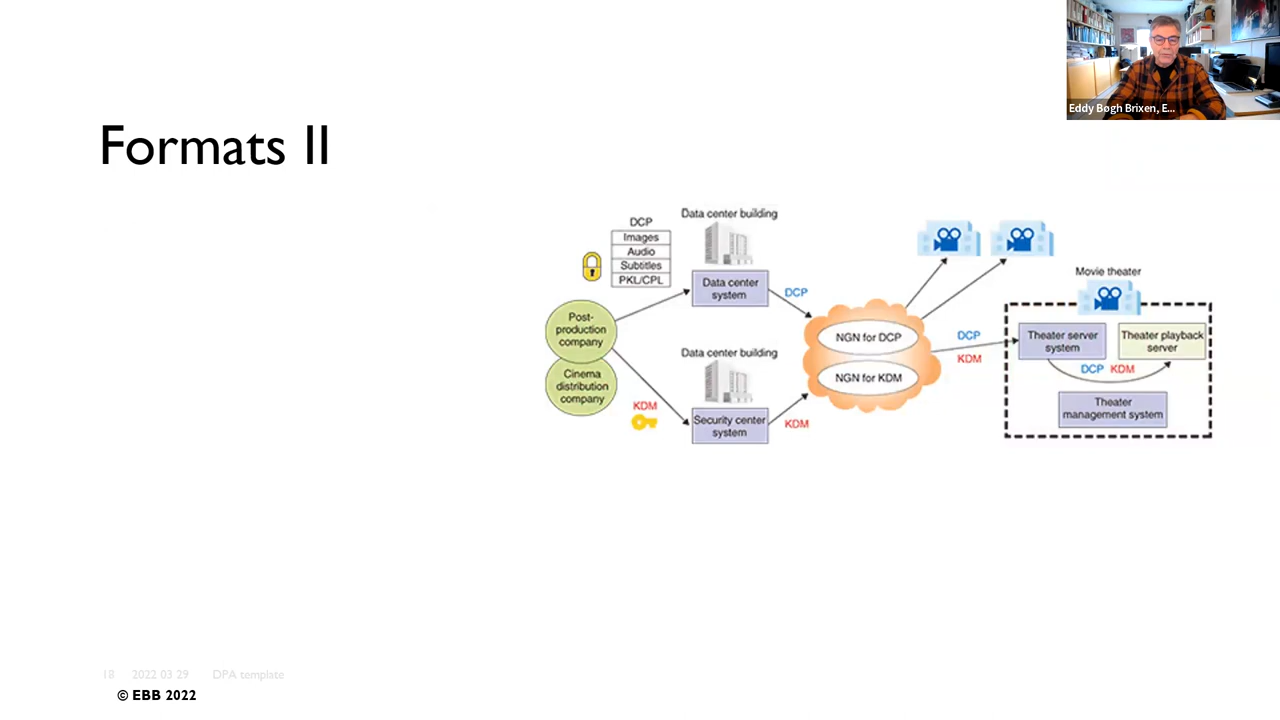 Eddy Bøgh Brixen, E...
Formats II
DCP
Images
Audio
Subtitles
PKL/CPL
Data center building
Data center
system
DCP
Post-
production
company
Cinema
distribution
company
KDM
Data center building
Security center
system
KDM
NGN for DCP
NGN for KDM
DCP
KDM
Movie theater
Theater server
system
Theater playback
server
DCP KDM
Theater
management system
18 2022 03 29 DPA template
© EBB 2022